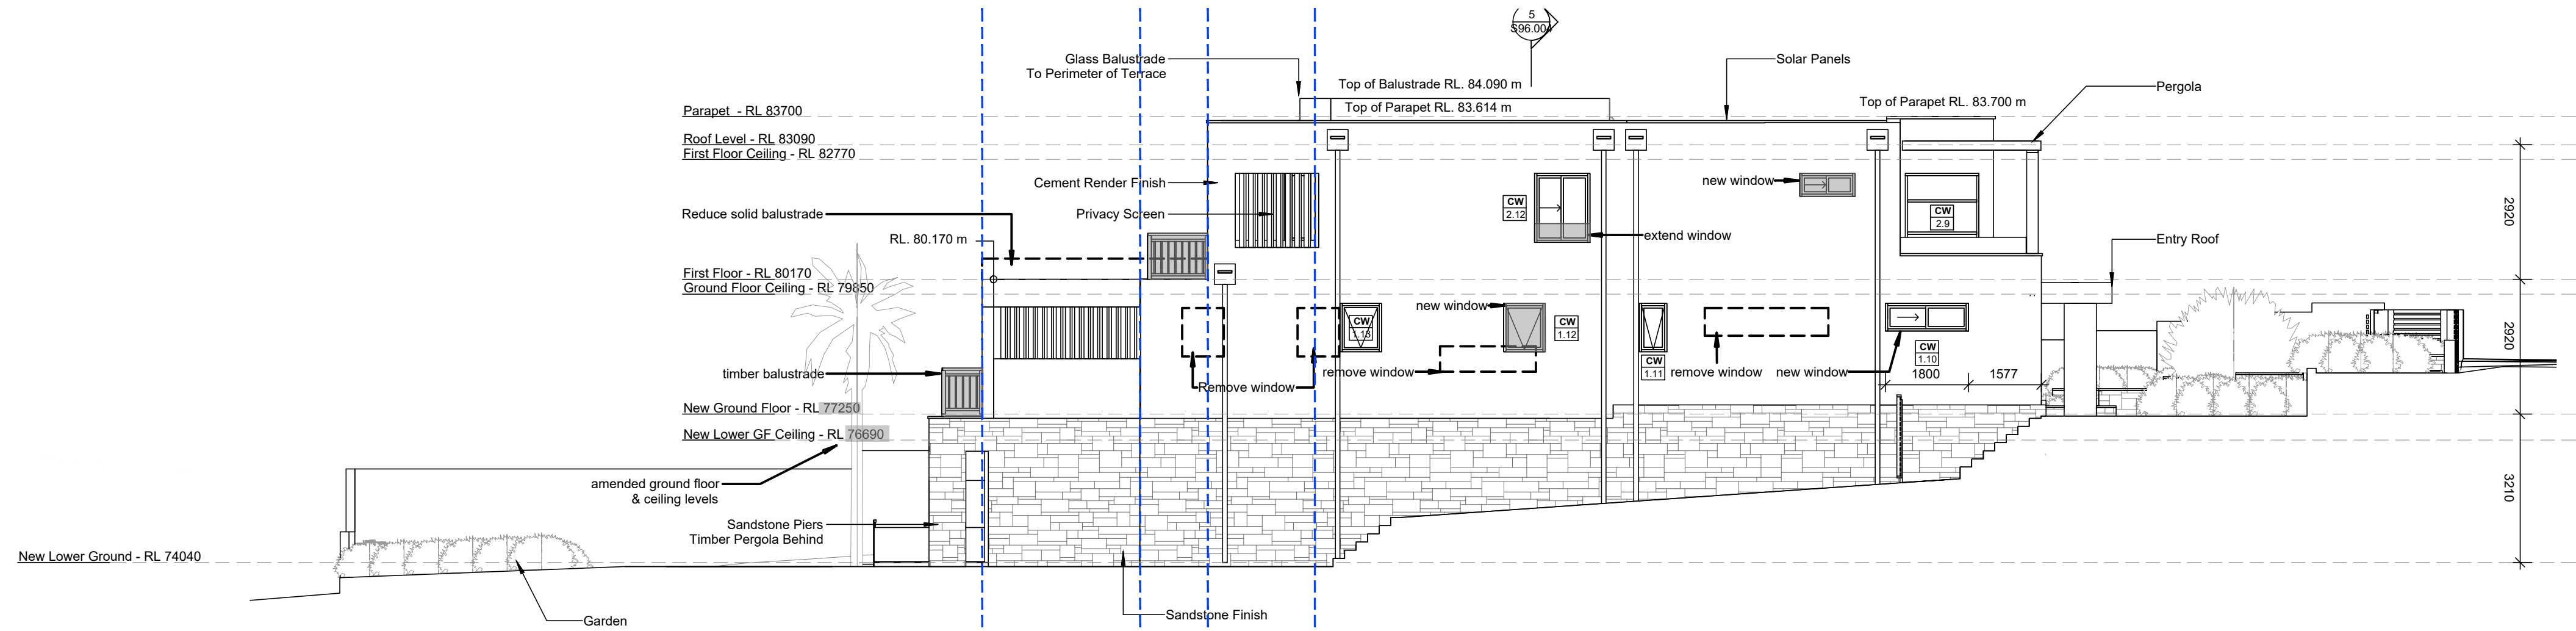 5
S96.004
Glass Balustrade
To Perimeter of Terrace
Solar Panels
Top of Balustrade RL. 84.090 m
Pergola
Top of Parapet RL. 83.614 m
Top of Parapet RL. 83.700 m
Parapet - RL 83700
Roof Level - RL 83090
First Floor Ceiling - RL 82770
Cement Render Finish
new window
Reduce solid balustrade
Privacy Screen
CW
2.12
CW
2.9
2920
RL. 80.170 m
extend window
Entry Roof
First Floor - RL 80170
Ground Floor Ceiling - RL 79850
new window
CW
1.13
CW
1.12
2920
CW
1.10
timber balustrade
Remove window
remove window
CW
1.11
remove window
new window
1800
1577
New Ground Floor - RL 77250
New Lower GF Ceiling - RL 76690
amended ground floor
& ceiling levels
3210
Sandstone Piers
Timber Pergola Behind
New Lower Ground - RL 74040
Sandstone Finish
Garden